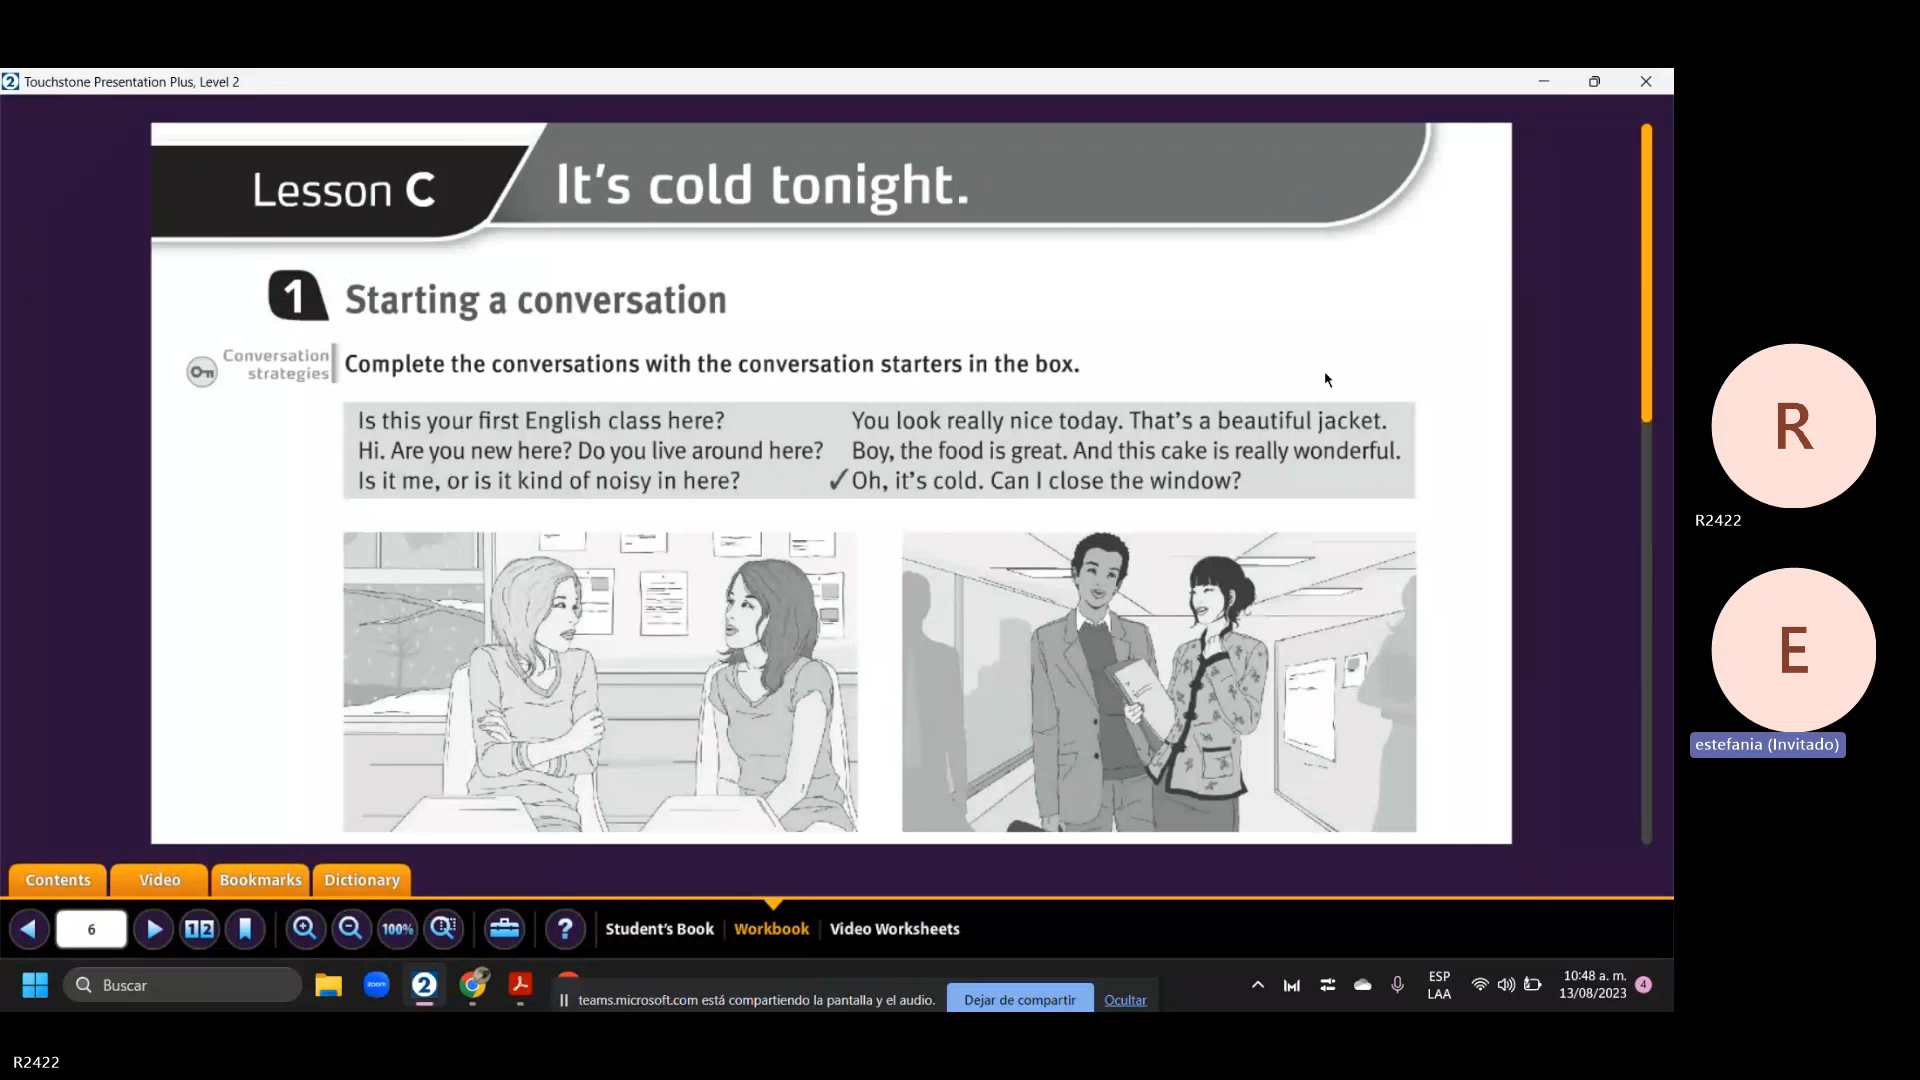 Touchstone Presentation Plus, Level 2
Lesson C
It's cold tonight.
1 Starting a conversation
Conversation strategies
Complete the conversations with the conversation starters in the box.
Is this your first English class here?
Hi. Are you new here? Do you live around here?
Is it me, or is it kind of noisy in here?
You look really nice today. That's a beautiful jacket.
Boy, the food is great. And this cake is really wonderful.
✓ Oh, it's cold. Can I close the window?
R
R2422
E
estefania (Invitado)
Contents
Video
Bookmarks
Dictionary
6
12
100%
?
Student's Book
Workbook
Video Worksheets
Buscar
zoom
2
teams.microsoft.com está compartiendo la pantalla y el audio.
Dejar de compartir
Ocultar
ESP
LAA
10:48 a. m.
13/08/2023
4
R2422